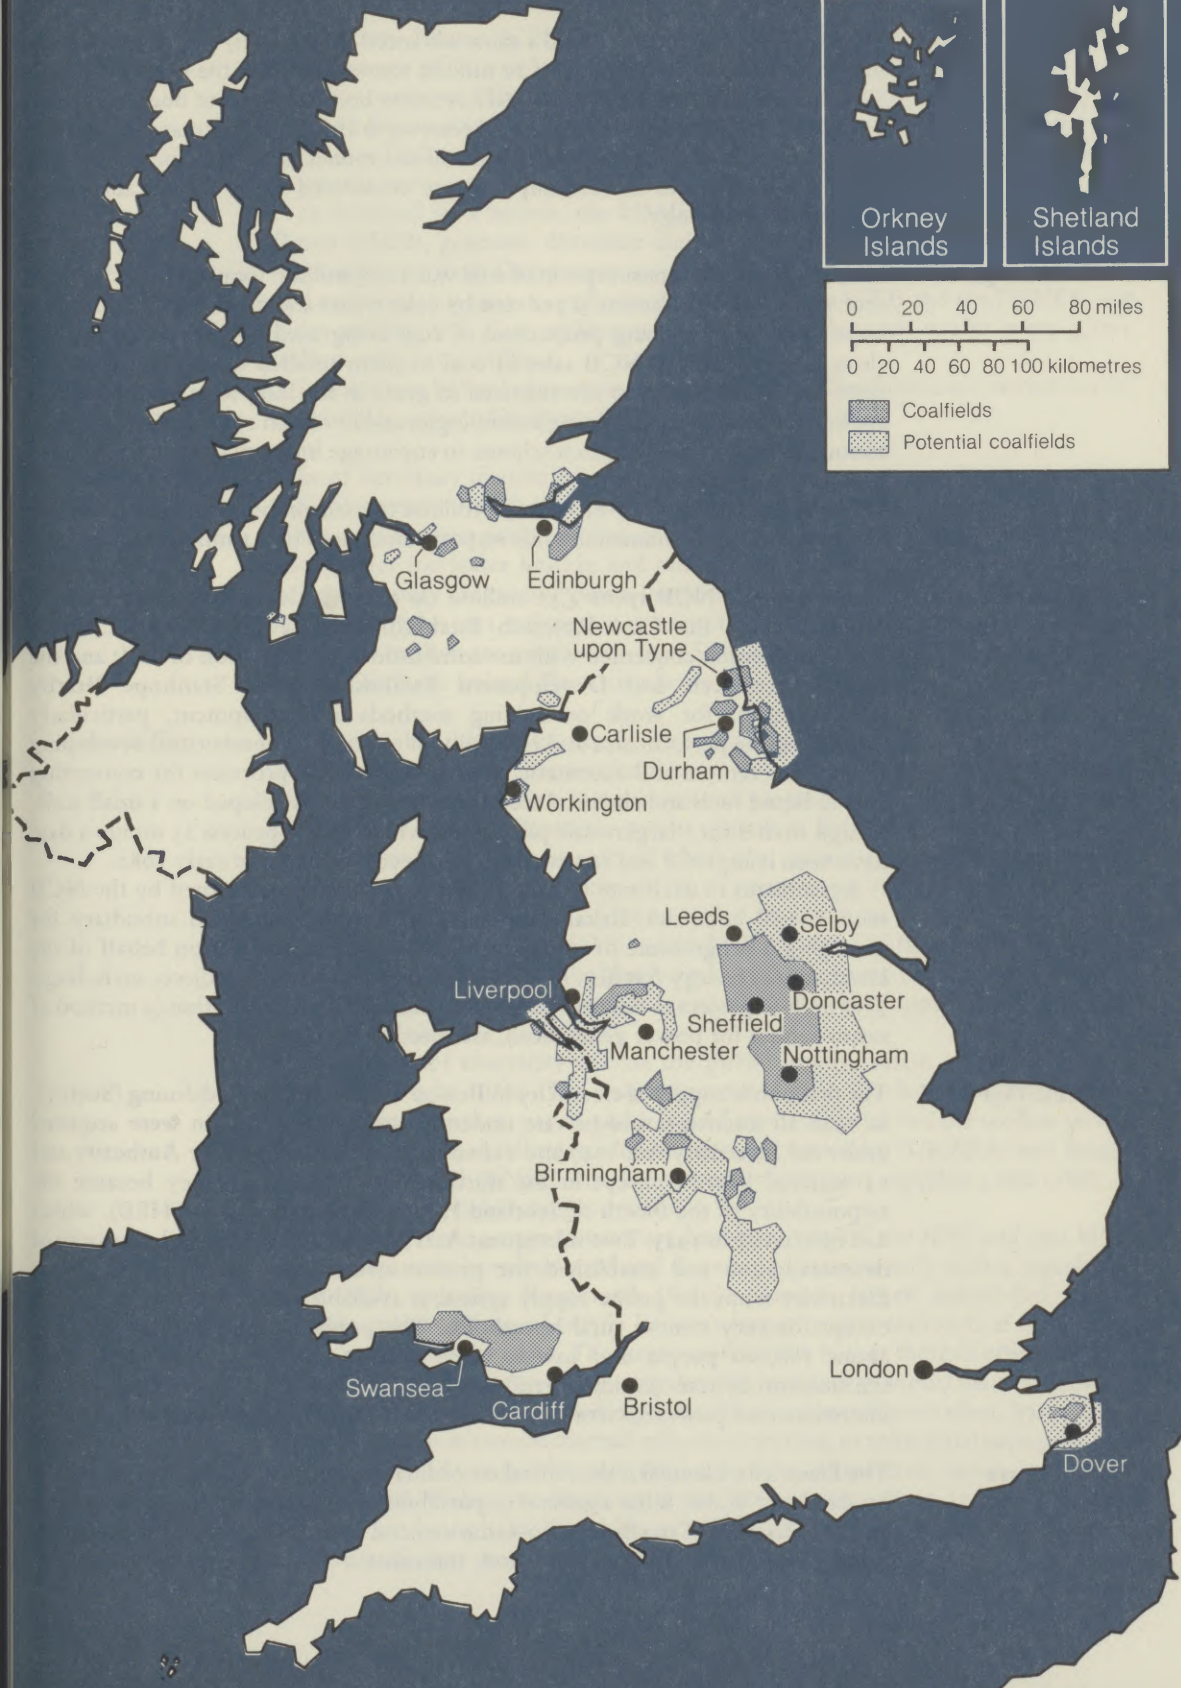 Orkney
Islands
Shetland
Islands
0 20 40 60 80 miles
0 20 40 60 80 100 kilometres
Coalfields
Potential coalfields
Glasgow
Edinburgh
Newcastle
upon Tyne
Carlisle
Durham
Workington
Leeds
Selby
Liverpool
Doncaster
Sheffield
Manchester
Nottingham
Birmingham
Swansea
Cardiff
Bristol
London
Dover